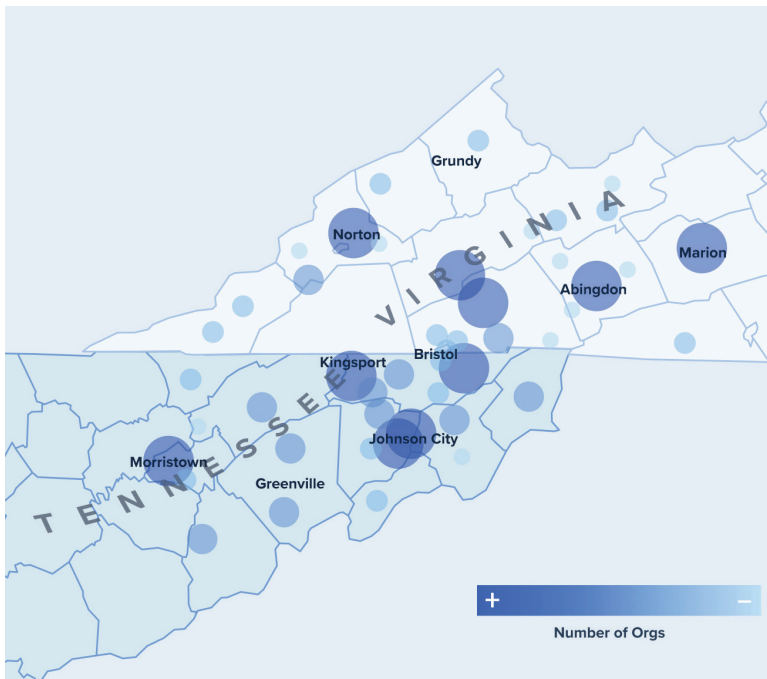 Grundy
Norton
VIRGINIA
Marion
Abingdon
Bristol
Kingsport
Johnson City
Morristown
Greenville
TENNESSEE
+ –
Number of Orgs